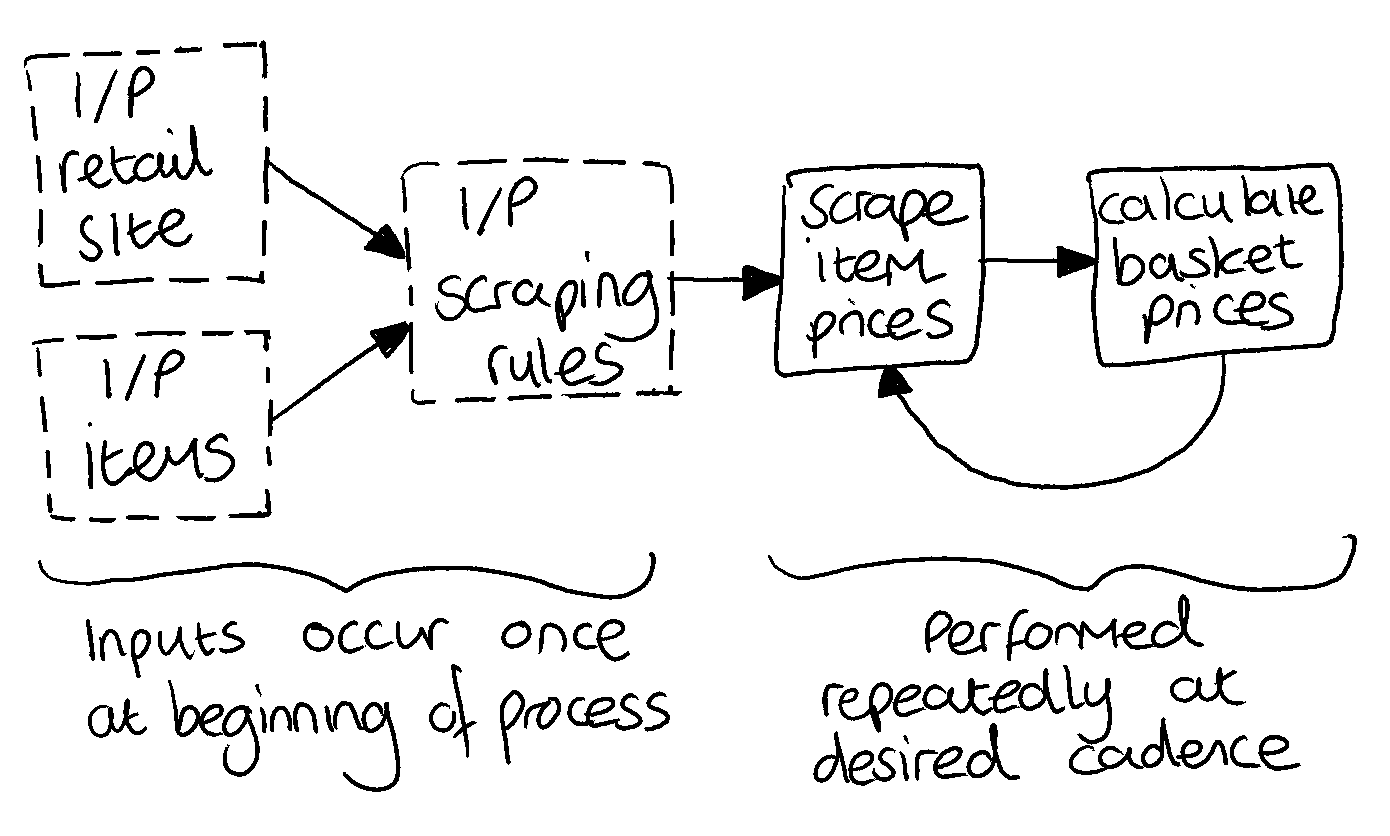 I/P
retail
site
I/P
items
I/P
scraping
rules
scrape
item
prices
calculate
basket
prices
Inputs occur once
at beginning of process
Performed
repeatedly at
desired cadence